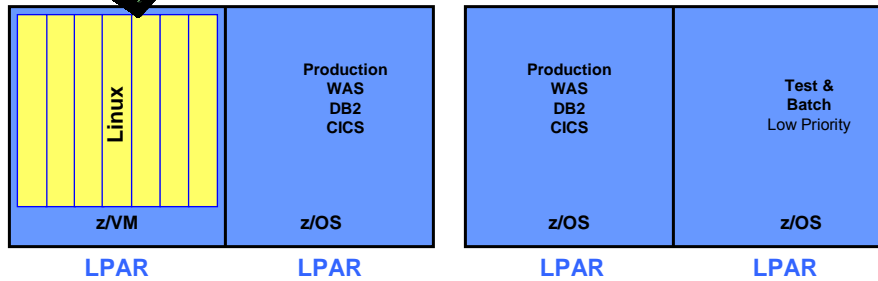 Linux
z/VM
LPAR
Production
WAS
DB2
CICS
z/OS
LPAR
Production
WAS
DB2
CICS
z/OS
LPAR
Test &
Batch
Low Priority
z/OS
LPAR